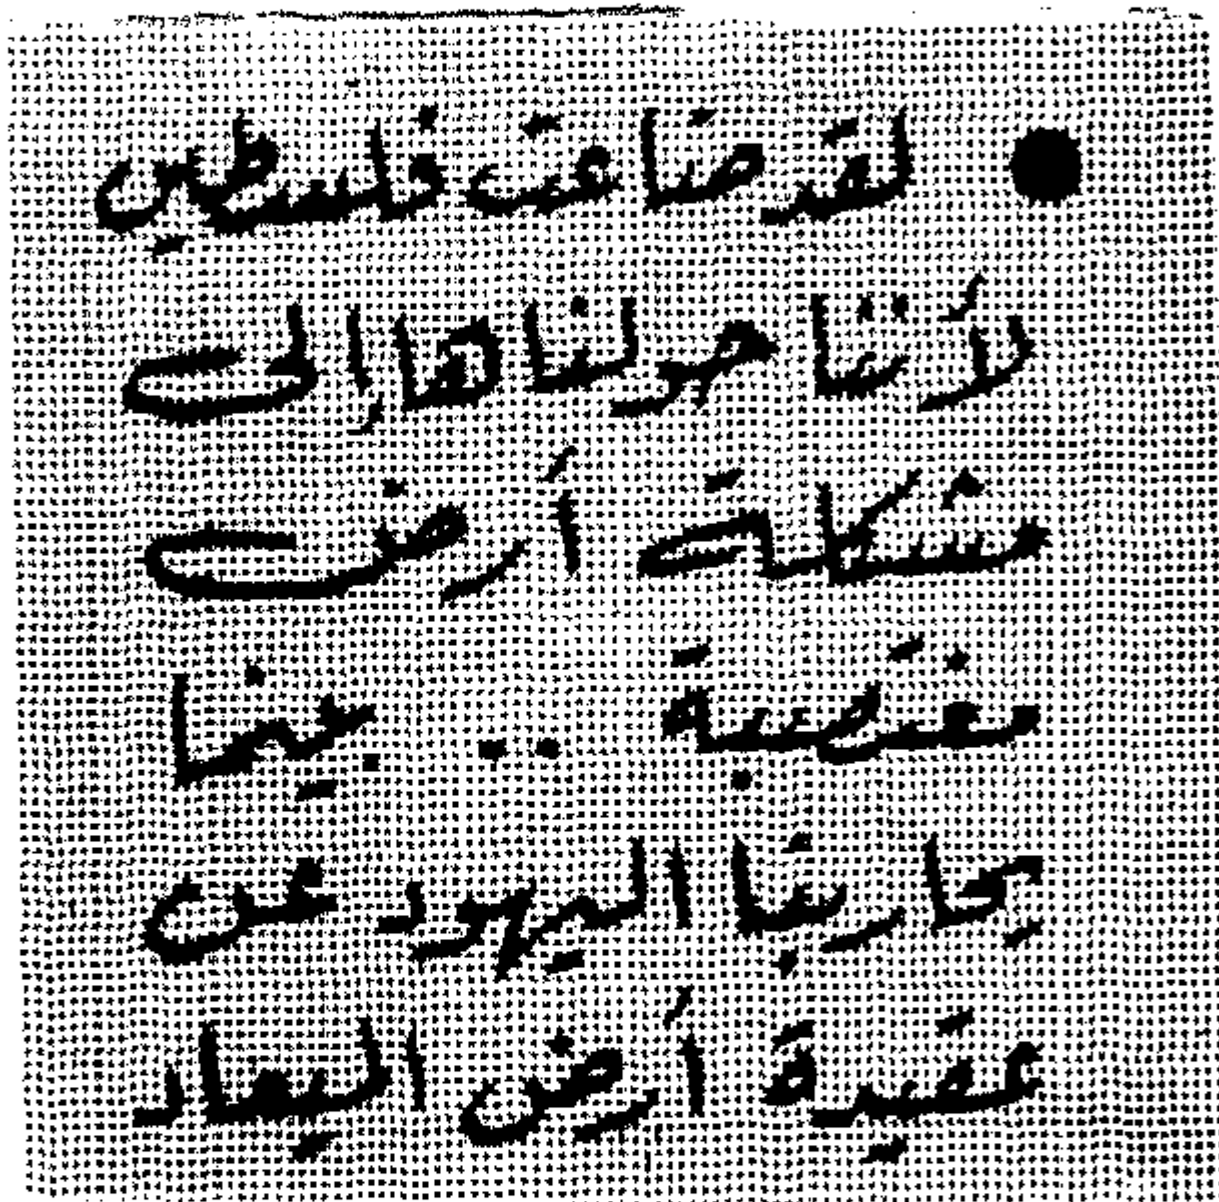 ● لقد ضاعت فلسطين
لأننا حولناها إلى
مشكلة أرض
مغتصبة .. بينما
يحاربنا اليهود عن
عقيدة أرض الميعاد